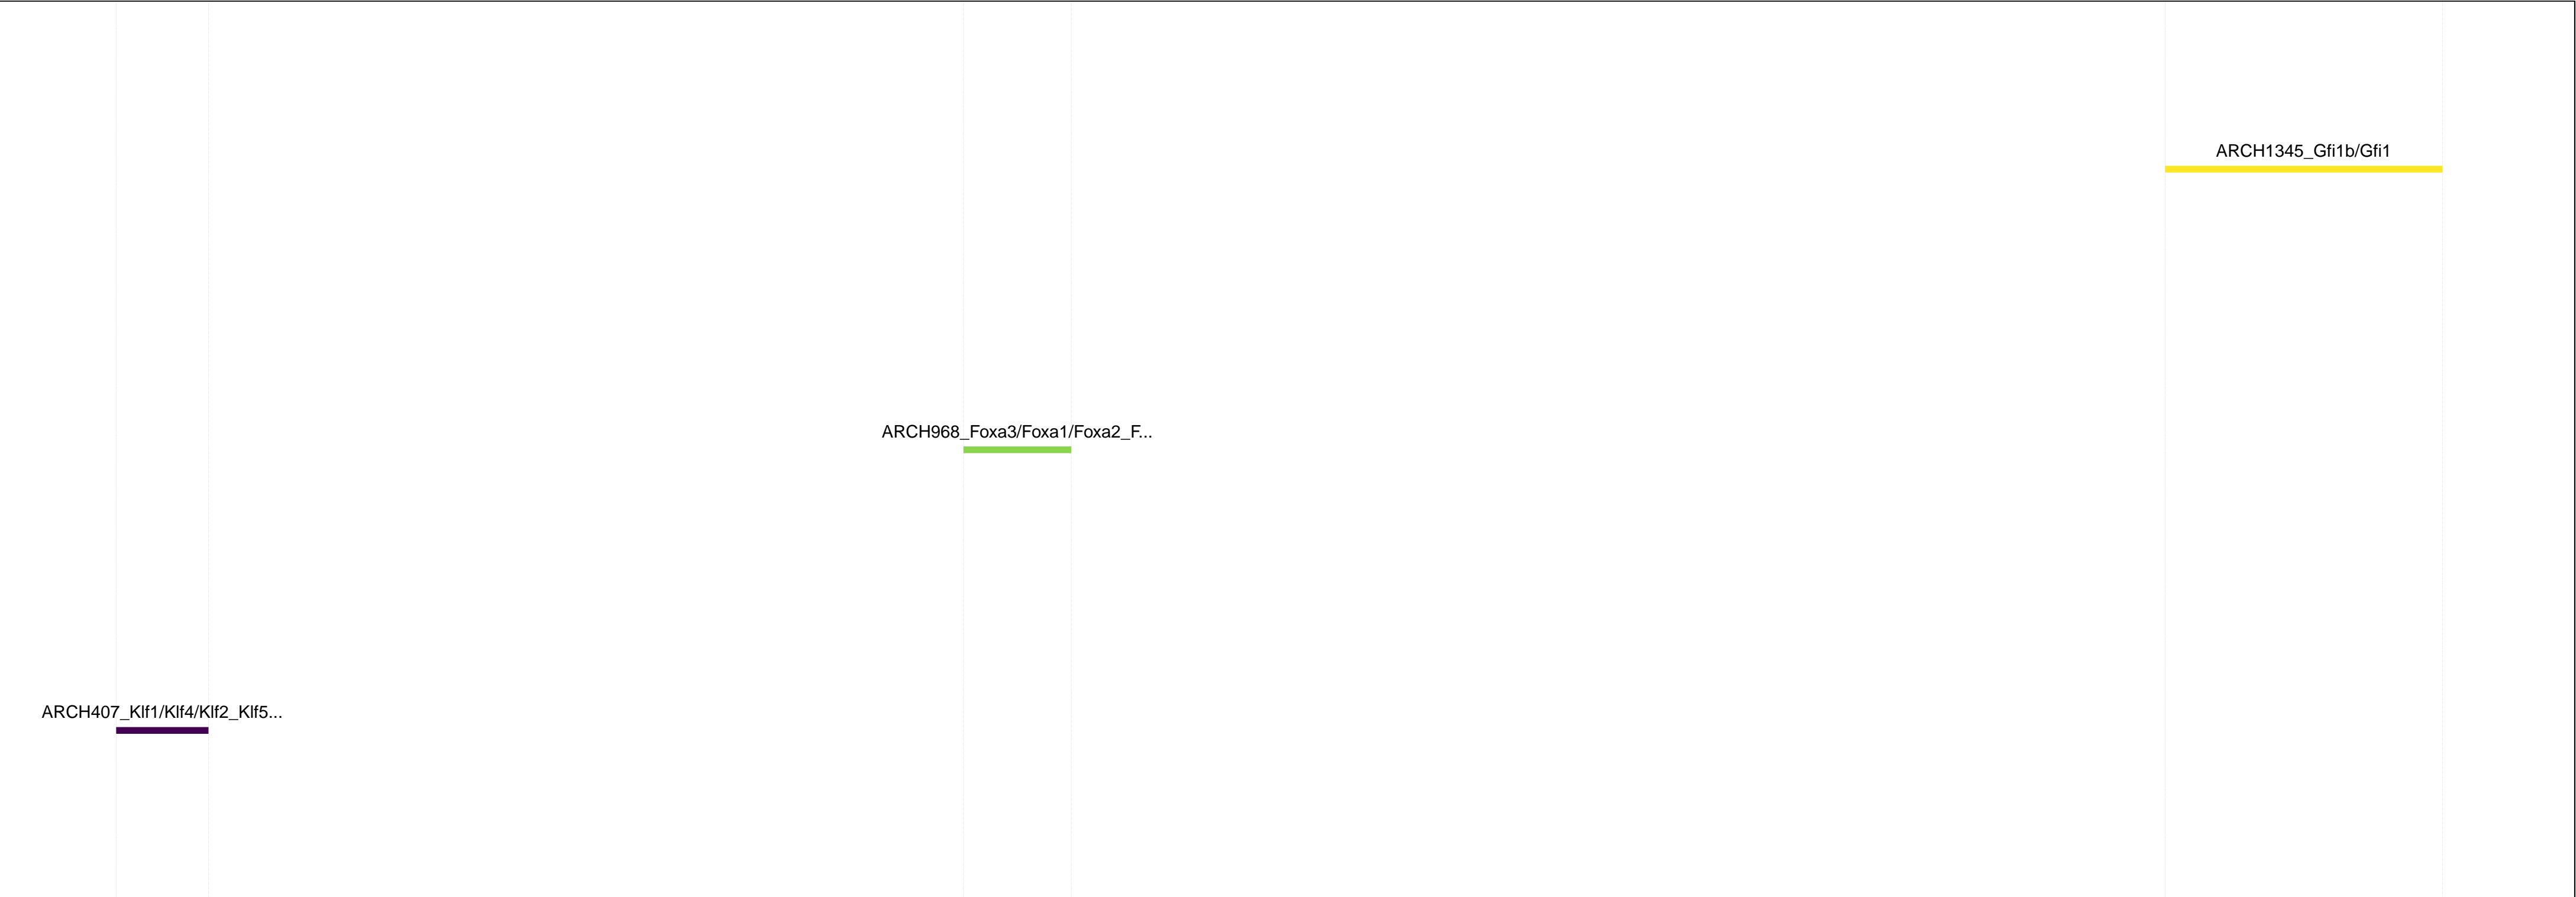 ARCH1345_Gfi1b/Gfi1
ARCH968_Foxa3/Foxa1/Foxa2_F...
ARCH407_Klf1/Klf4/Klf2_Klf5...